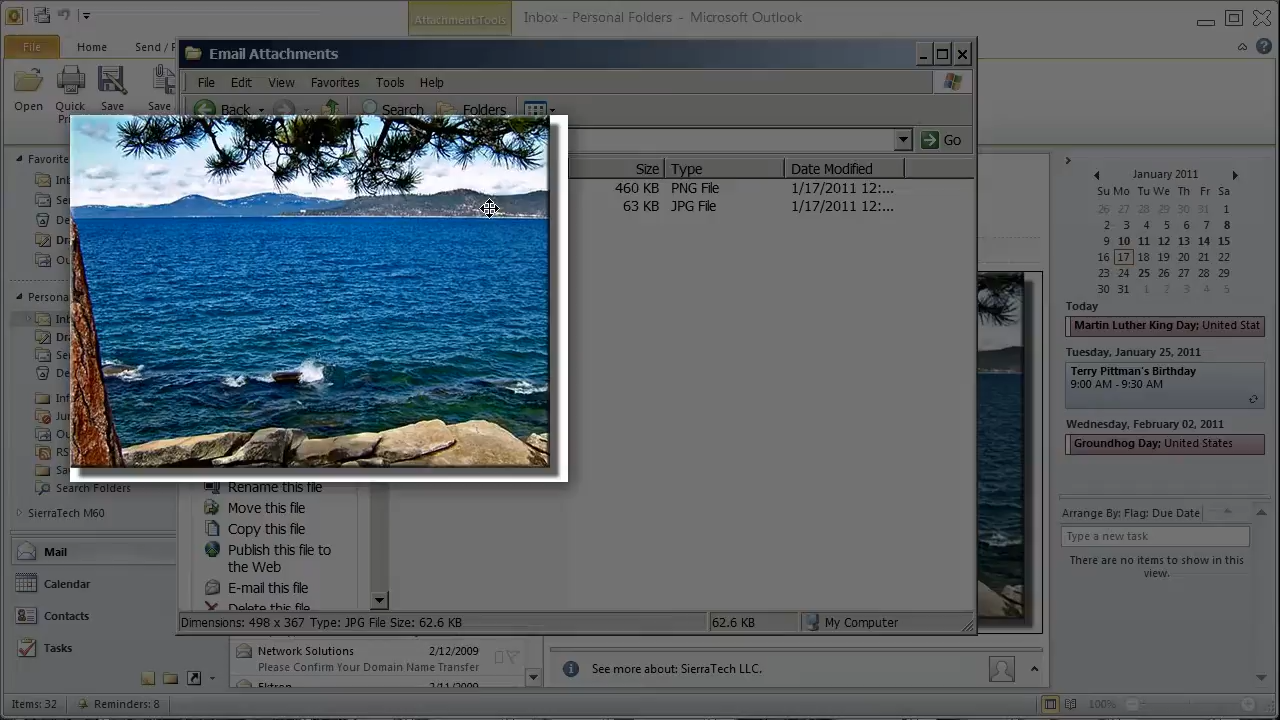 Attachment Tools
Inbox - Personal Folders - Microsoft Outlook
File
Home
Send /
Email Attachments
File Edit View Favorites Tools Help
Open
Quick
Save
Save
Back
Search
Folders
Go
Size Type Date Modified
460 KB PNG File 1/17/2011 12:...
63 KB JPG File 1/17/2011 12:...
Rename this file
Move this file
Copy this file
Publish this file to
the Web
E-mail this file
Delete this file
Dimensions: 498 x 367 Type: JPG File Size: 62.6 KB
62.6 KB
My Computer
Search Folders
SierraTech M60
Mail
Calendar
Contacts
Tasks
Network Solutions 2/12/2009
Please Confirm Your Domain Name Transfer
Ektron 2/11/2009
See more about: SierraTech LLC.
January 2011
Su Mo Tu We Th Fr Sa
26 27 28 29 30 31 1
2 3 4 5 6 7 8
9 10 11 12 13 14 15
16 17 18 19 20 21 22
23 24 25 26 27 28 29
30 31 1 2 3 4 5
Today
Martin Luther King Day; United Stat
Tuesday, January 25, 2011
Terry Pittman's Birthday
9:00 AM - 9:30 AM
Wednesday, February 02, 2011
Groundhog Day; United States
Arrange By: Flag: Due Date
Type a new task
There are no items to show in this
view.
Items: 32
Reminders: 8
100%